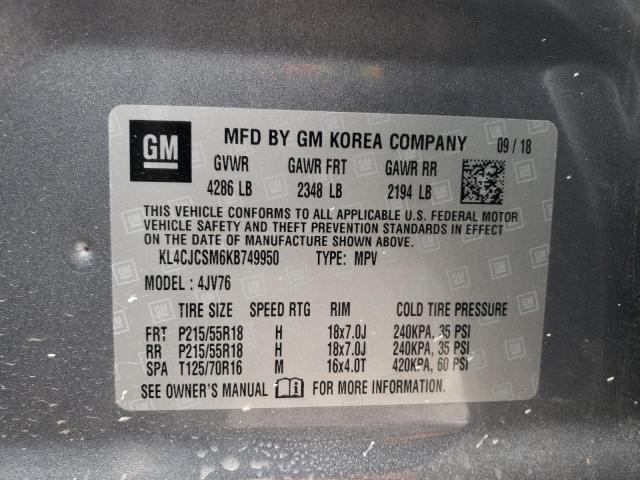 GM MFD BY GM KOREA COMPANY 09 / 18
GVWR GAWR FRT GAWR RR
4286 LB 2348 LB 2194 LB
THIS VEHICLE CONFORMS TO ALL APPLICABLE U.S. FEDERAL MOTOR
VEHICLE SAFETY AND THEFT PREVENTION STANDARDS IN EFFECT
ON THE DATE OF MANUFACTURE SHOWN ABOVE.
KL4CJCSM6KB749950 TYPE: MPV
MODEL : 4JV76
TIRE SIZE SPEED RTG RIM COLD TIRE PRESSURE
FRT P215/55R18 H 18x7.0J 240KPA, 35 PSI
RR P215/55R18 H 18x7.0J 240KPA, 35 PSI
SPA T125/70R16 M 16x4.0T 420KPA, 60 PSI
SEE OWNER'S MANUAL FOR MORE INFORMATION.